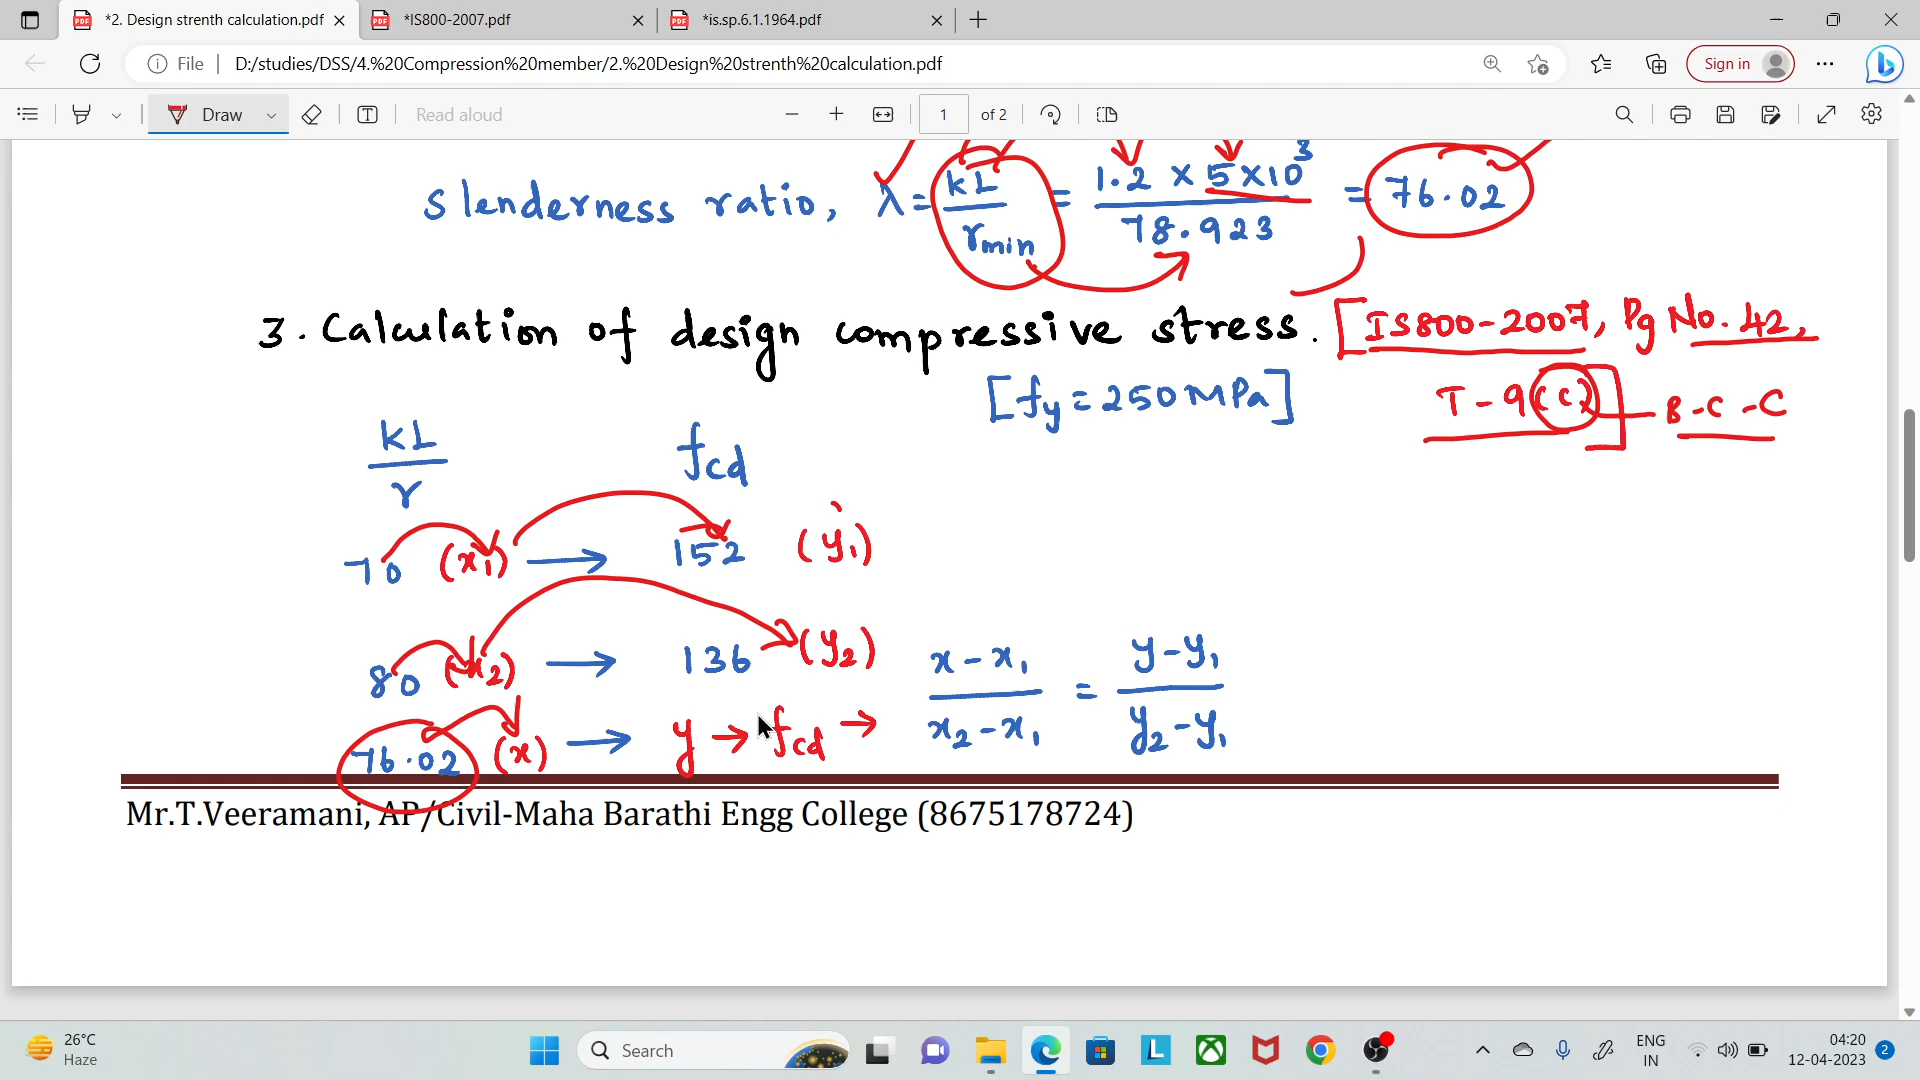 *2. Design strenth calculation.pdf
*IS800-2007.pdf
*is.sp.6.1.1964.pdf
File
D:/studies/DSS/4.%20Compression%20member/2.%20Design%20strenth%20calculation.pdf
Sign in
Draw
Read aloud
1 of 2
slenderness ratio, λ = kL / rmin = 1.2 × 5×10³ / 78.923 = 76.02
3. Calculation of design compressive stress. [IS800-2007, Pg No. 42,
[fy = 250 MPa] T-9(C)] B-C-C
kL / r fcd
70 (x1) → 152 (y1)
80 (x2) → 136 → (y2)
76.02 (x) → y → fcd → x - x1 / x2 - x1 = y - y1 / y2 - y1
Mr.T.Veeramani, AP/Civil-Maha Barathi Engg College (8675178724)
26°C
Haze
Search
ENG
IN
04:20
12-04-2023
2